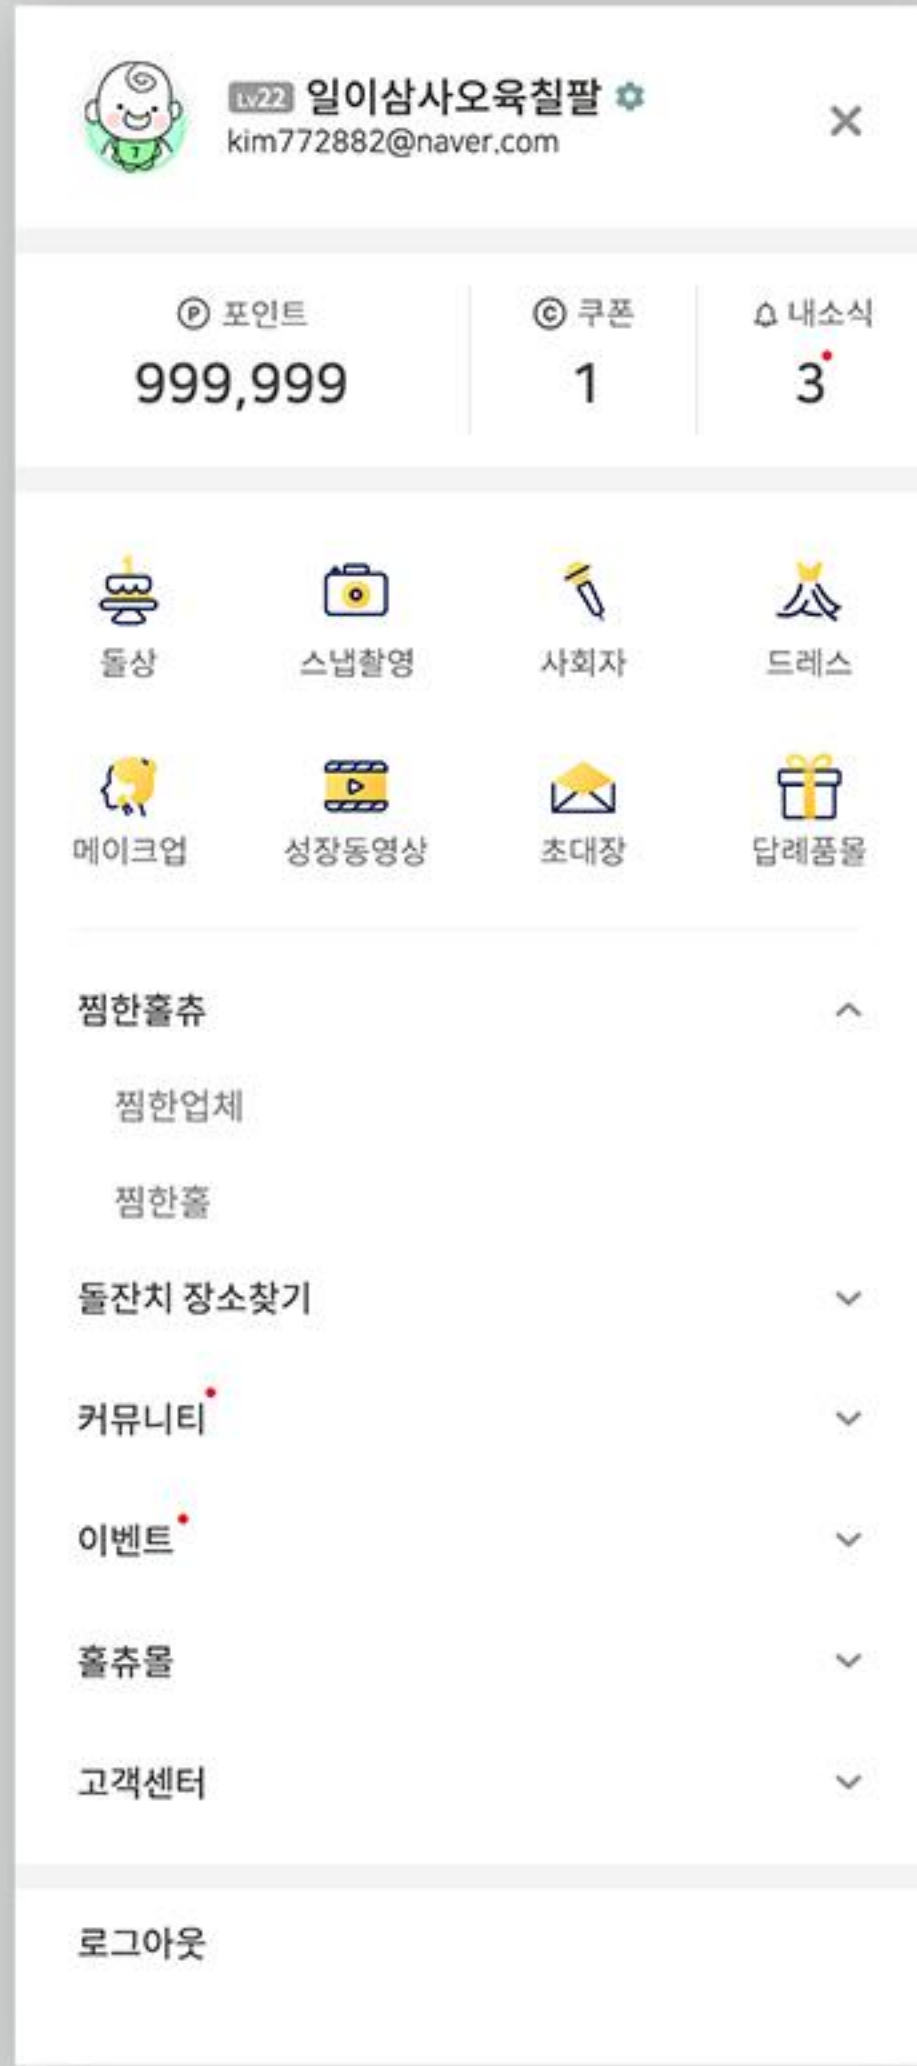 Lv22 일이삼사오육칠팔
kim772882@naver.com
P 포인트
C 쿠폰
내소식
999,999
1
3
돌상
스냅촬영
사회자
드레스
메이크업
성장동영상
초대장
답례품몰
찜한홀츄
찜한업체
찜한홀
돌잔치 장소찾기
커뮤니티
이벤트
홀츄몰
고객센터
로그아웃